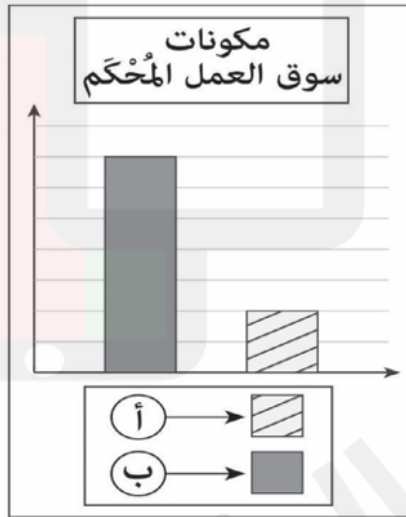 مكونات
سوق العمل المُحْكَم
أ
ب